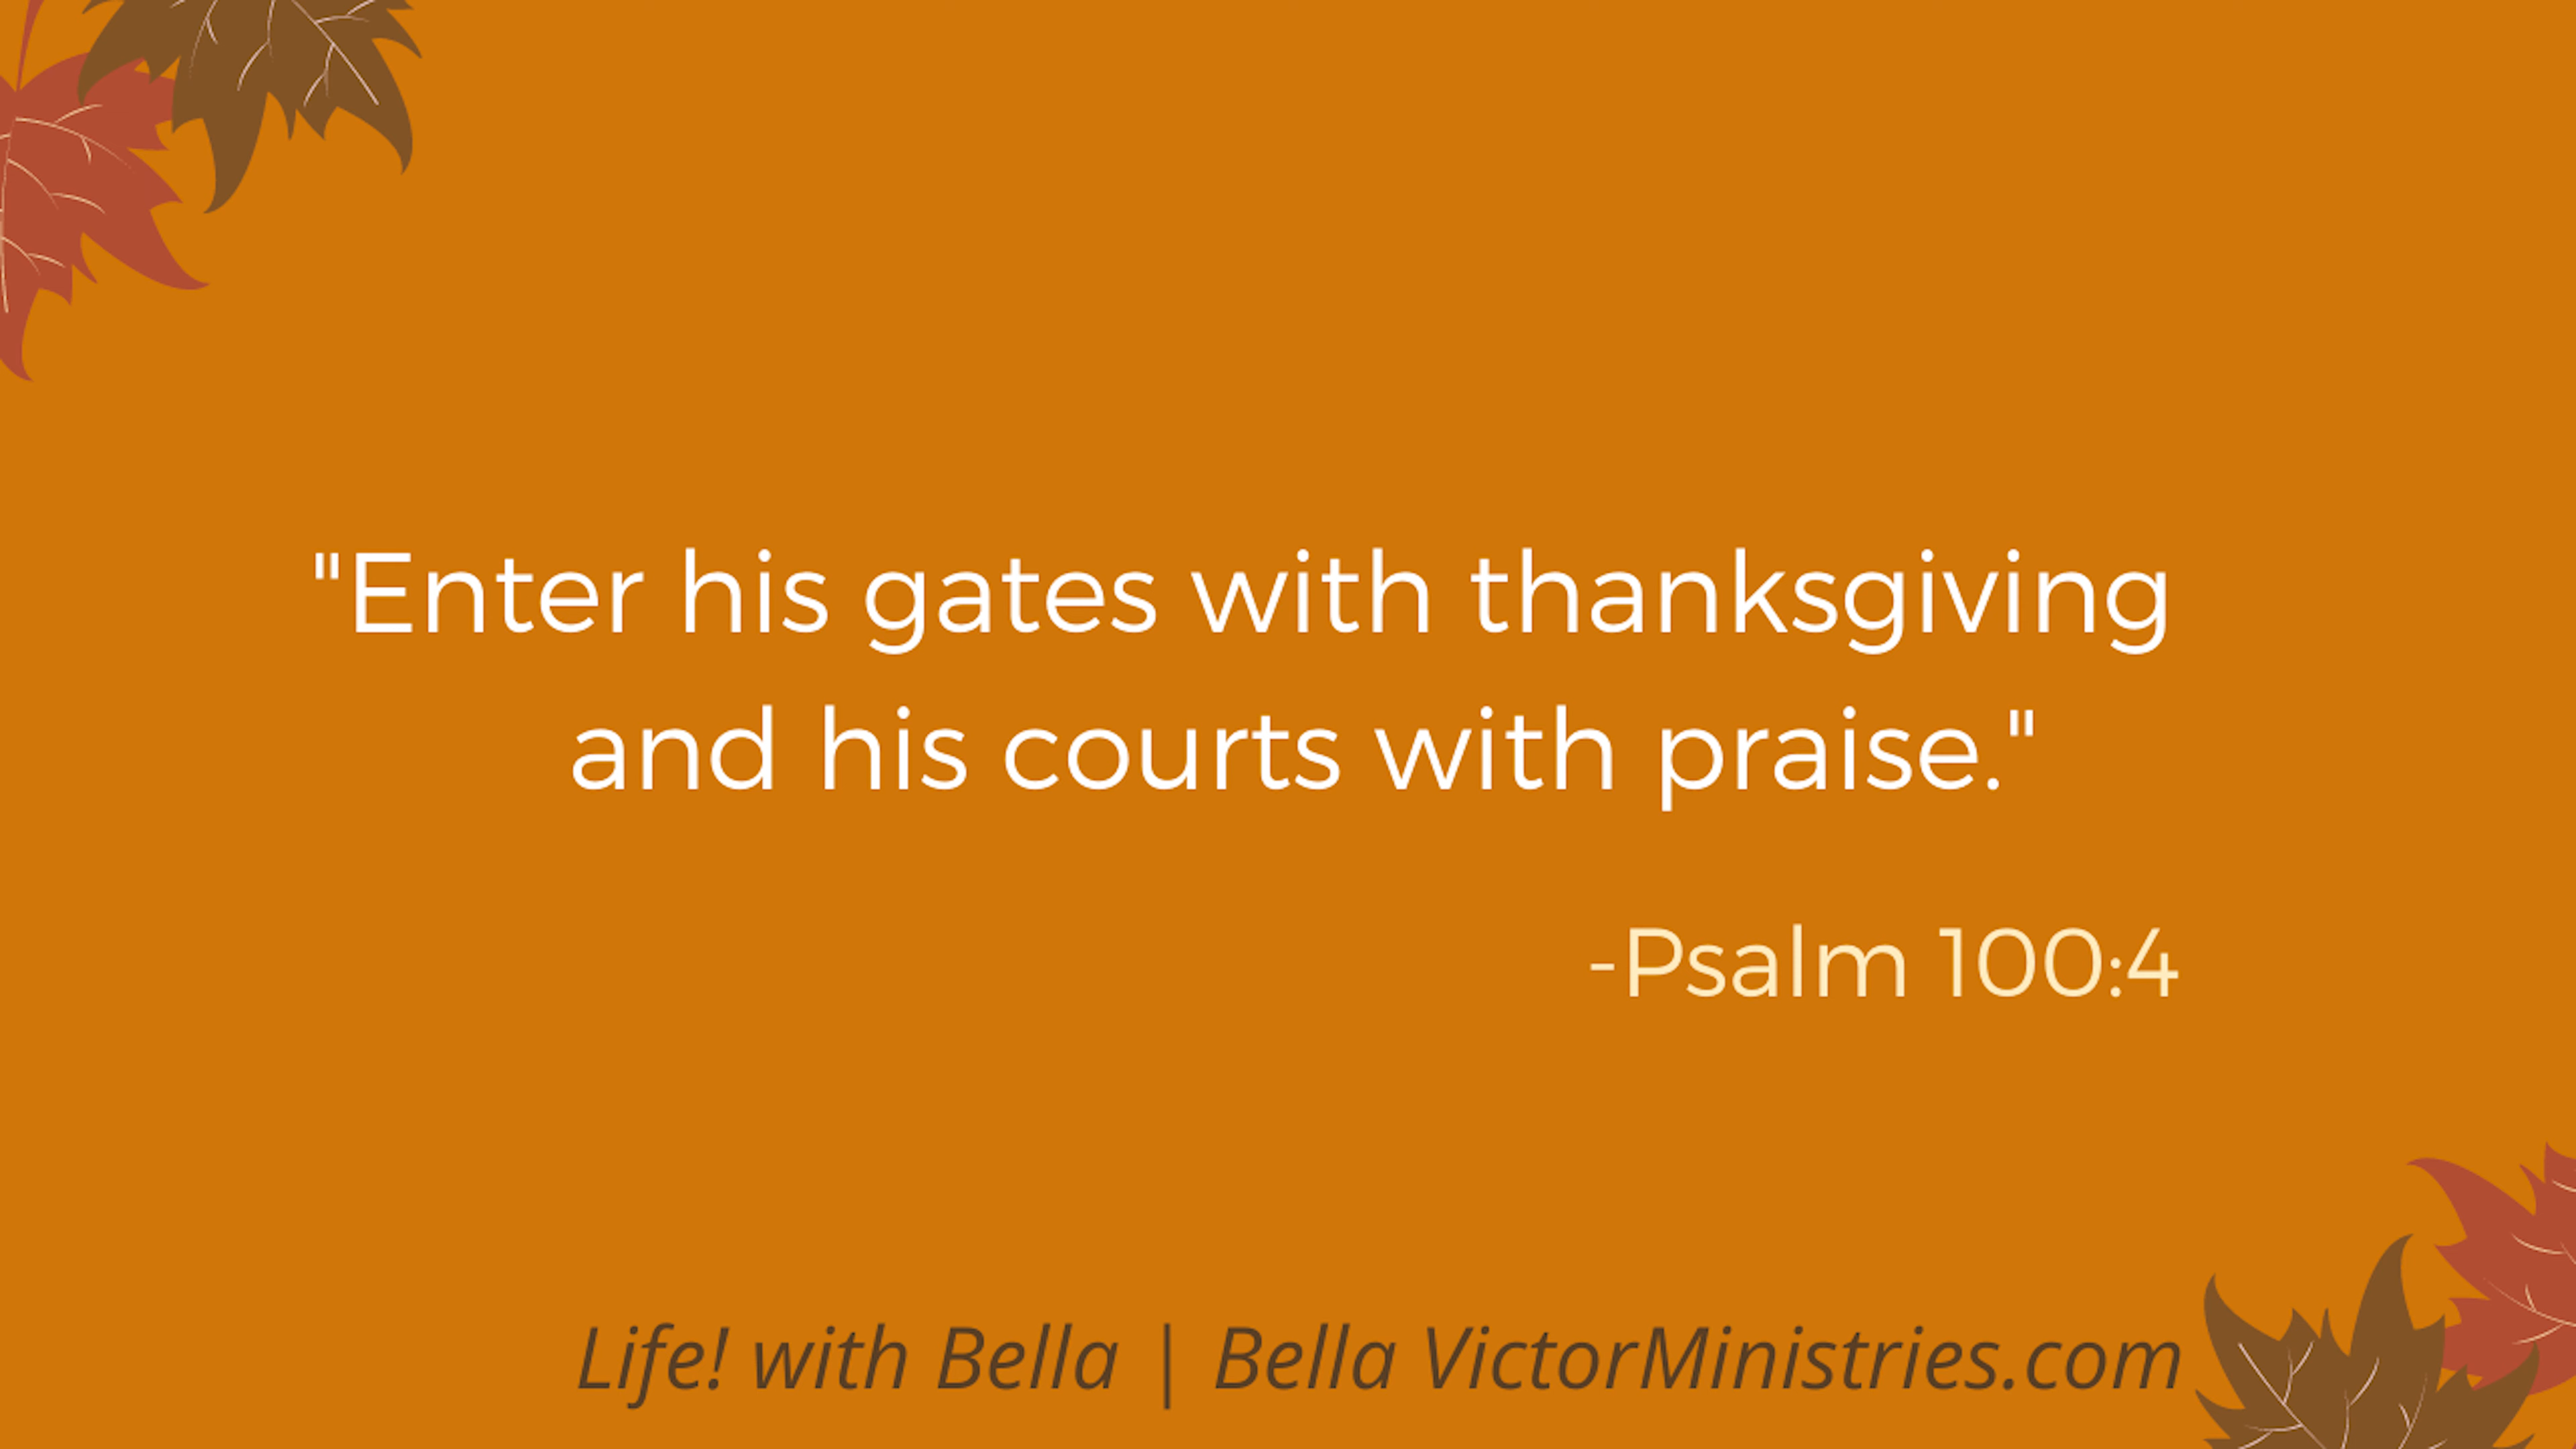 "Enter his gates with thanksgiving
and his courts with praise."
-Psalm 100:4
Life! with Bella | Bella VictorMinistries.com